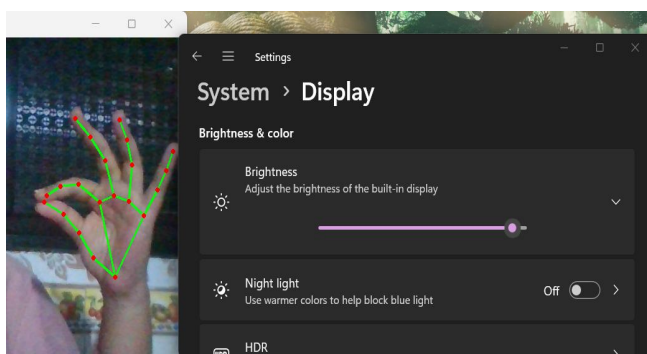 Settings
System > Display
Brightness & color
Brightness
Adjust the brightness of the built-in display
Night light
Use warmer colors to help block blue light
Off
HDR